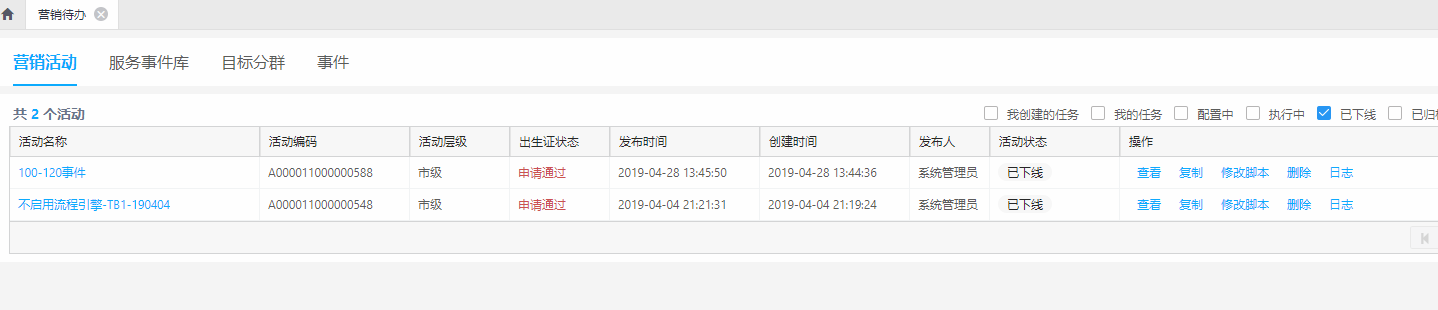 营销待办
营销活动 服务事件库 目标分群 事件
共 2 个活动 我创建的任务 我的任务 配置中 执行中 已下线 已归
活动名称 活动编码 活动层级 出生证状态 发布时间 创建时间 发布人 活动状态 操作
100-120事件 A000011000000588 市级 申请通过 2019-04-28 13:45:50 2019-04-28 13:44:36 系统管理员 已下线 查看 复制 修改脚本 删除 日志
不启用流程引擎-TB1-190404 A000011000000548 市级 申请通过 2019-04-04 21:21:31 2019-04-04 21:19:24 系统管理员 已下线 查看 复制 修改脚本 删除 日志